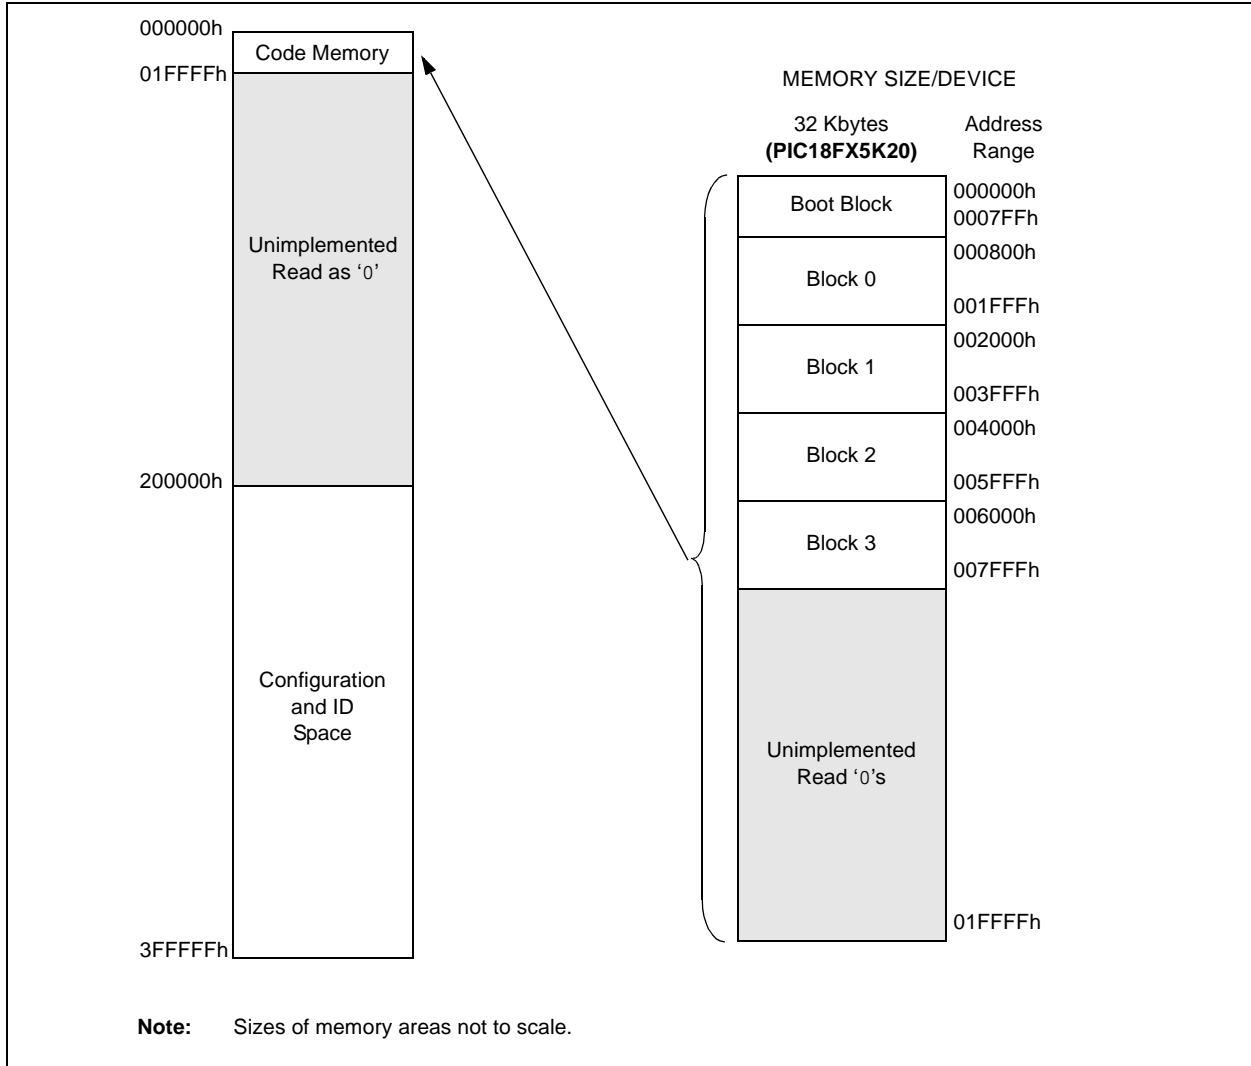 000000h
Code Memory
01FFFFh
Unimplemented
Read as ‘0’
200000h
Configuration
and ID
Space
3FFFFFh
MEMORY SIZE/DEVICE
32 Kbytes
(PIC18FX5K20)
Address
Range
Boot Block
000000h
0007FFh
Block 0
000800h
001FFFh
Block 1
002000h
003FFFh
Block 2
004000h
005FFFh
Block 3
006000h
007FFFh
Unimplemented
Read ‘0’s
01FFFFh
Note: Sizes of memory areas not to scale.